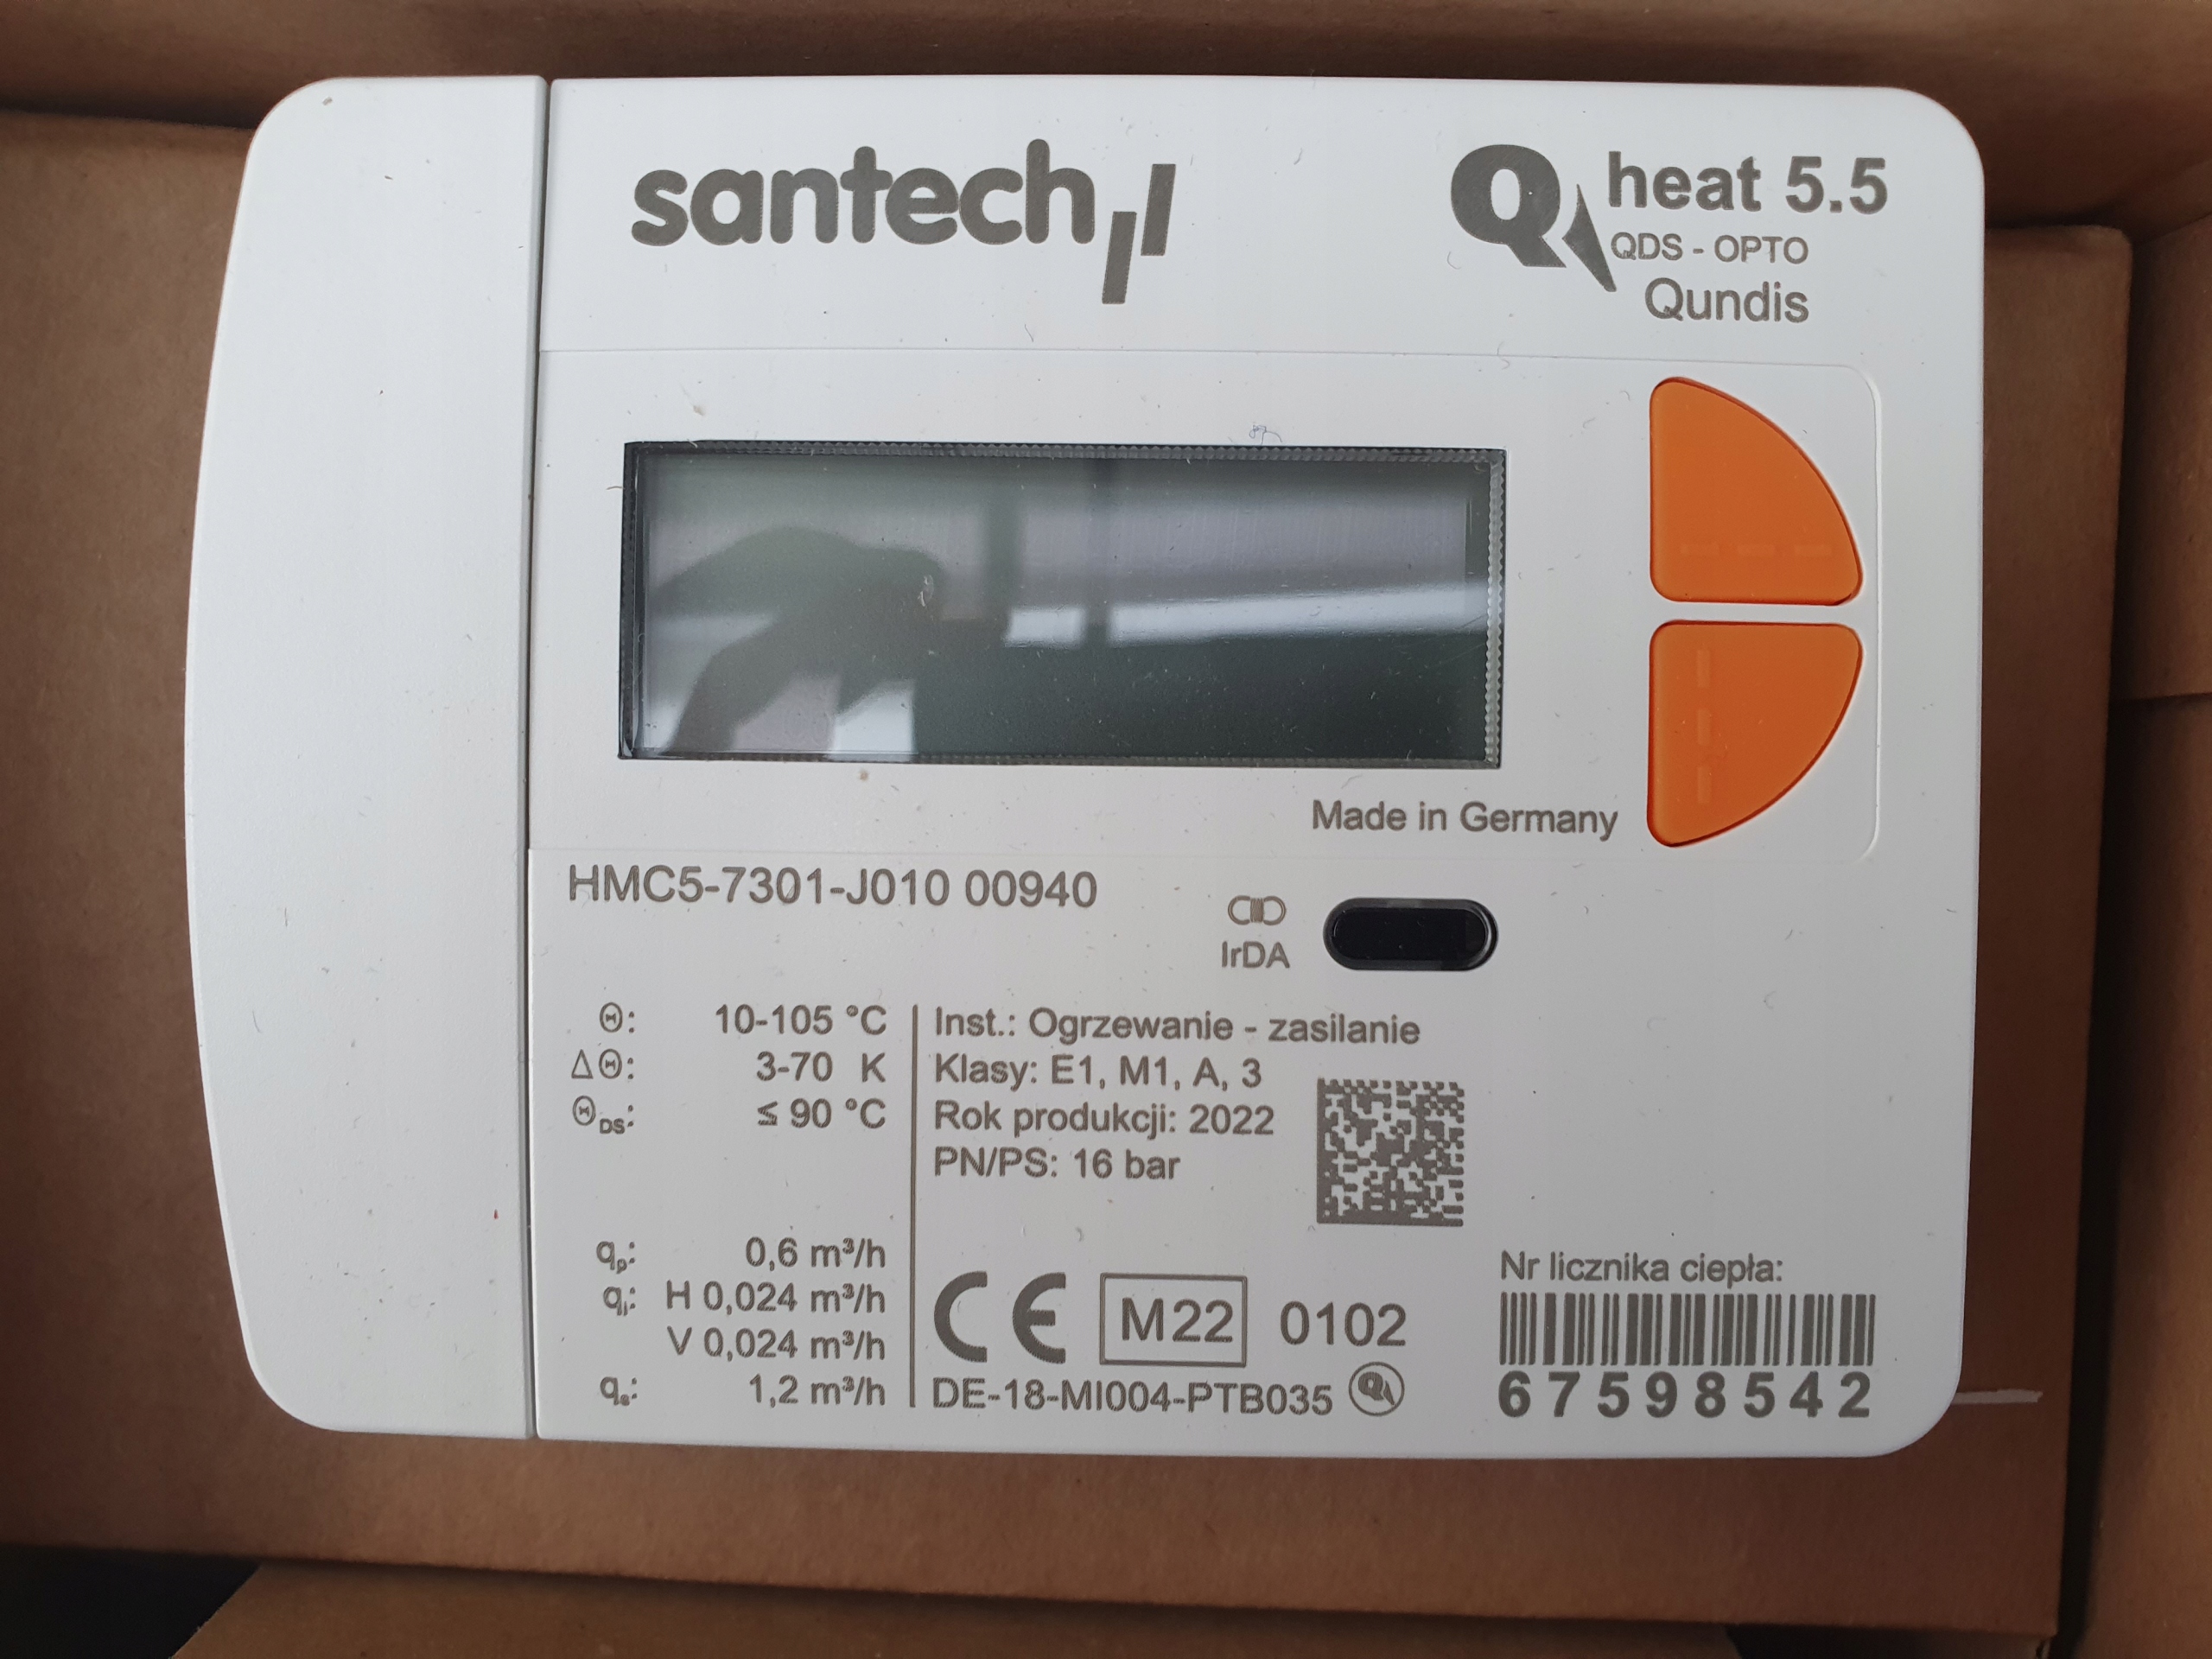 santech
Q heat 5.5
QDS - OPTO
Qundis
Made in Germany
HMC5-7301-J010 00940
IrDA
Θ: 10-105 °C
ΔΘ: 3-70 K
ΘDS: ≤ 90 °C
qp: 0,6 m³/h
qi: H 0,024 m³/h
V 0,024 m³/h
qs: 1,2 m³/h
Inst.: Ogrzewanie - zasilanie
Klasy: E1, M1, A, 3
Rok produkcji: 2022
PN/PS: 16 bar
CE M22 0102
DE-18-MI004-PTB035 Q
Nr licznika ciepła:
67598542